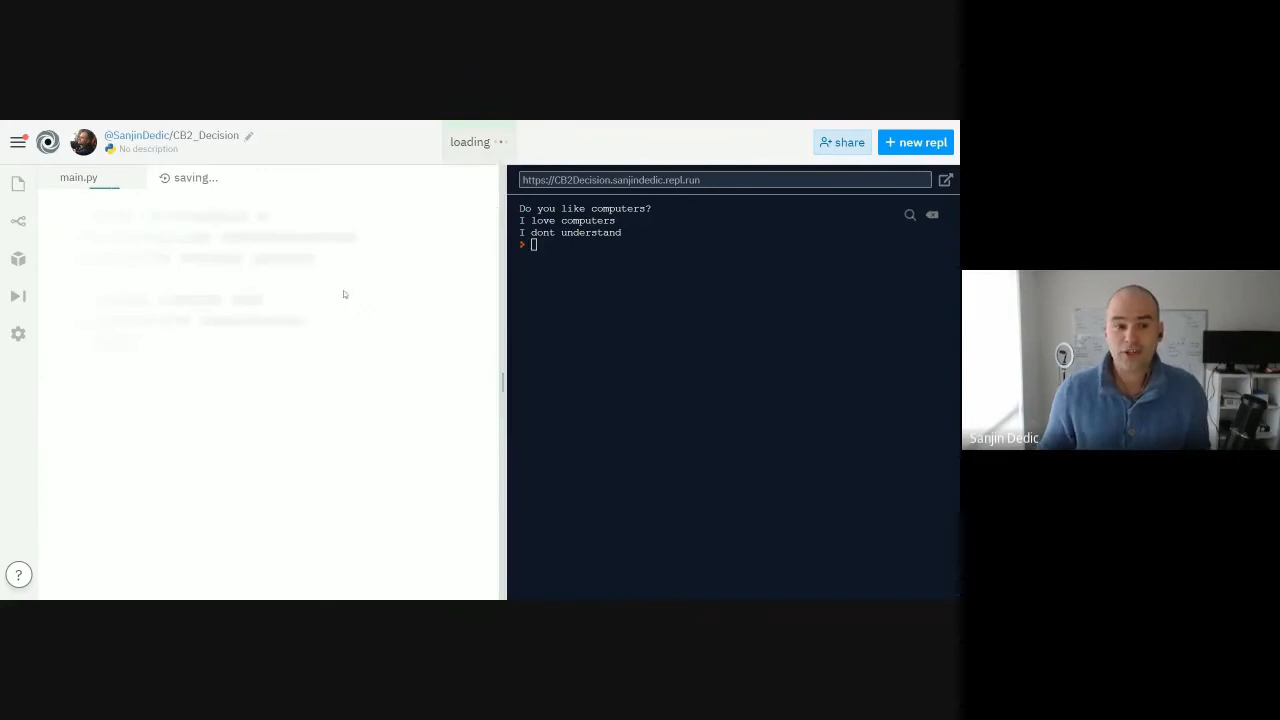 @SanjinDedic/CB2_Decision
No description
loading
share
+ new repl
main.py
saving...
https://CB2Decision.sanjindedic.repl.run
Do you like computers?
I love computers
I dont understand
>
?
Sanjin Dedic